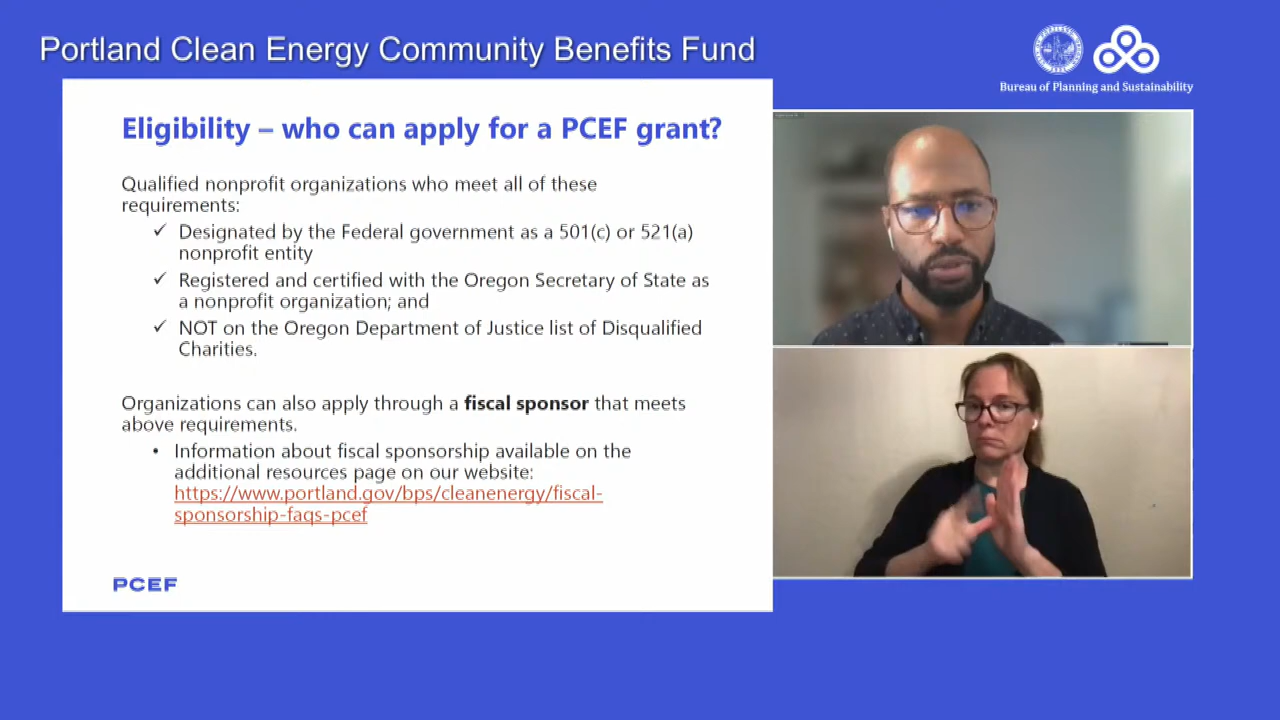 Portland Clean Energy Community Benefits Fund
Bureau of Planning and Sustainability
Eligibility – who can apply for a PCEF grant?
Qualified nonprofit organizations who meet all of these
requirements:
✓ Designated by the Federal government as a 501(c) or 521(a)
nonprofit entity
✓ Registered and certified with the Oregon Secretary of State as
a nonprofit organization; and
✓ NOT on the Oregon Department of Justice list of Disqualified
Charities.
Organizations can also apply through a fiscal sponsor that meets
above requirements.
• Information about fiscal sponsorship available on the
additional resources page on our website:
https://www.portland.gov/bps/cleanenergy/fiscal-
sponsorship-faqs-pcef
PCEF